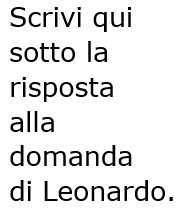 Scrivi qui
sotto la
risposta
alla
domanda
di Leonardo.